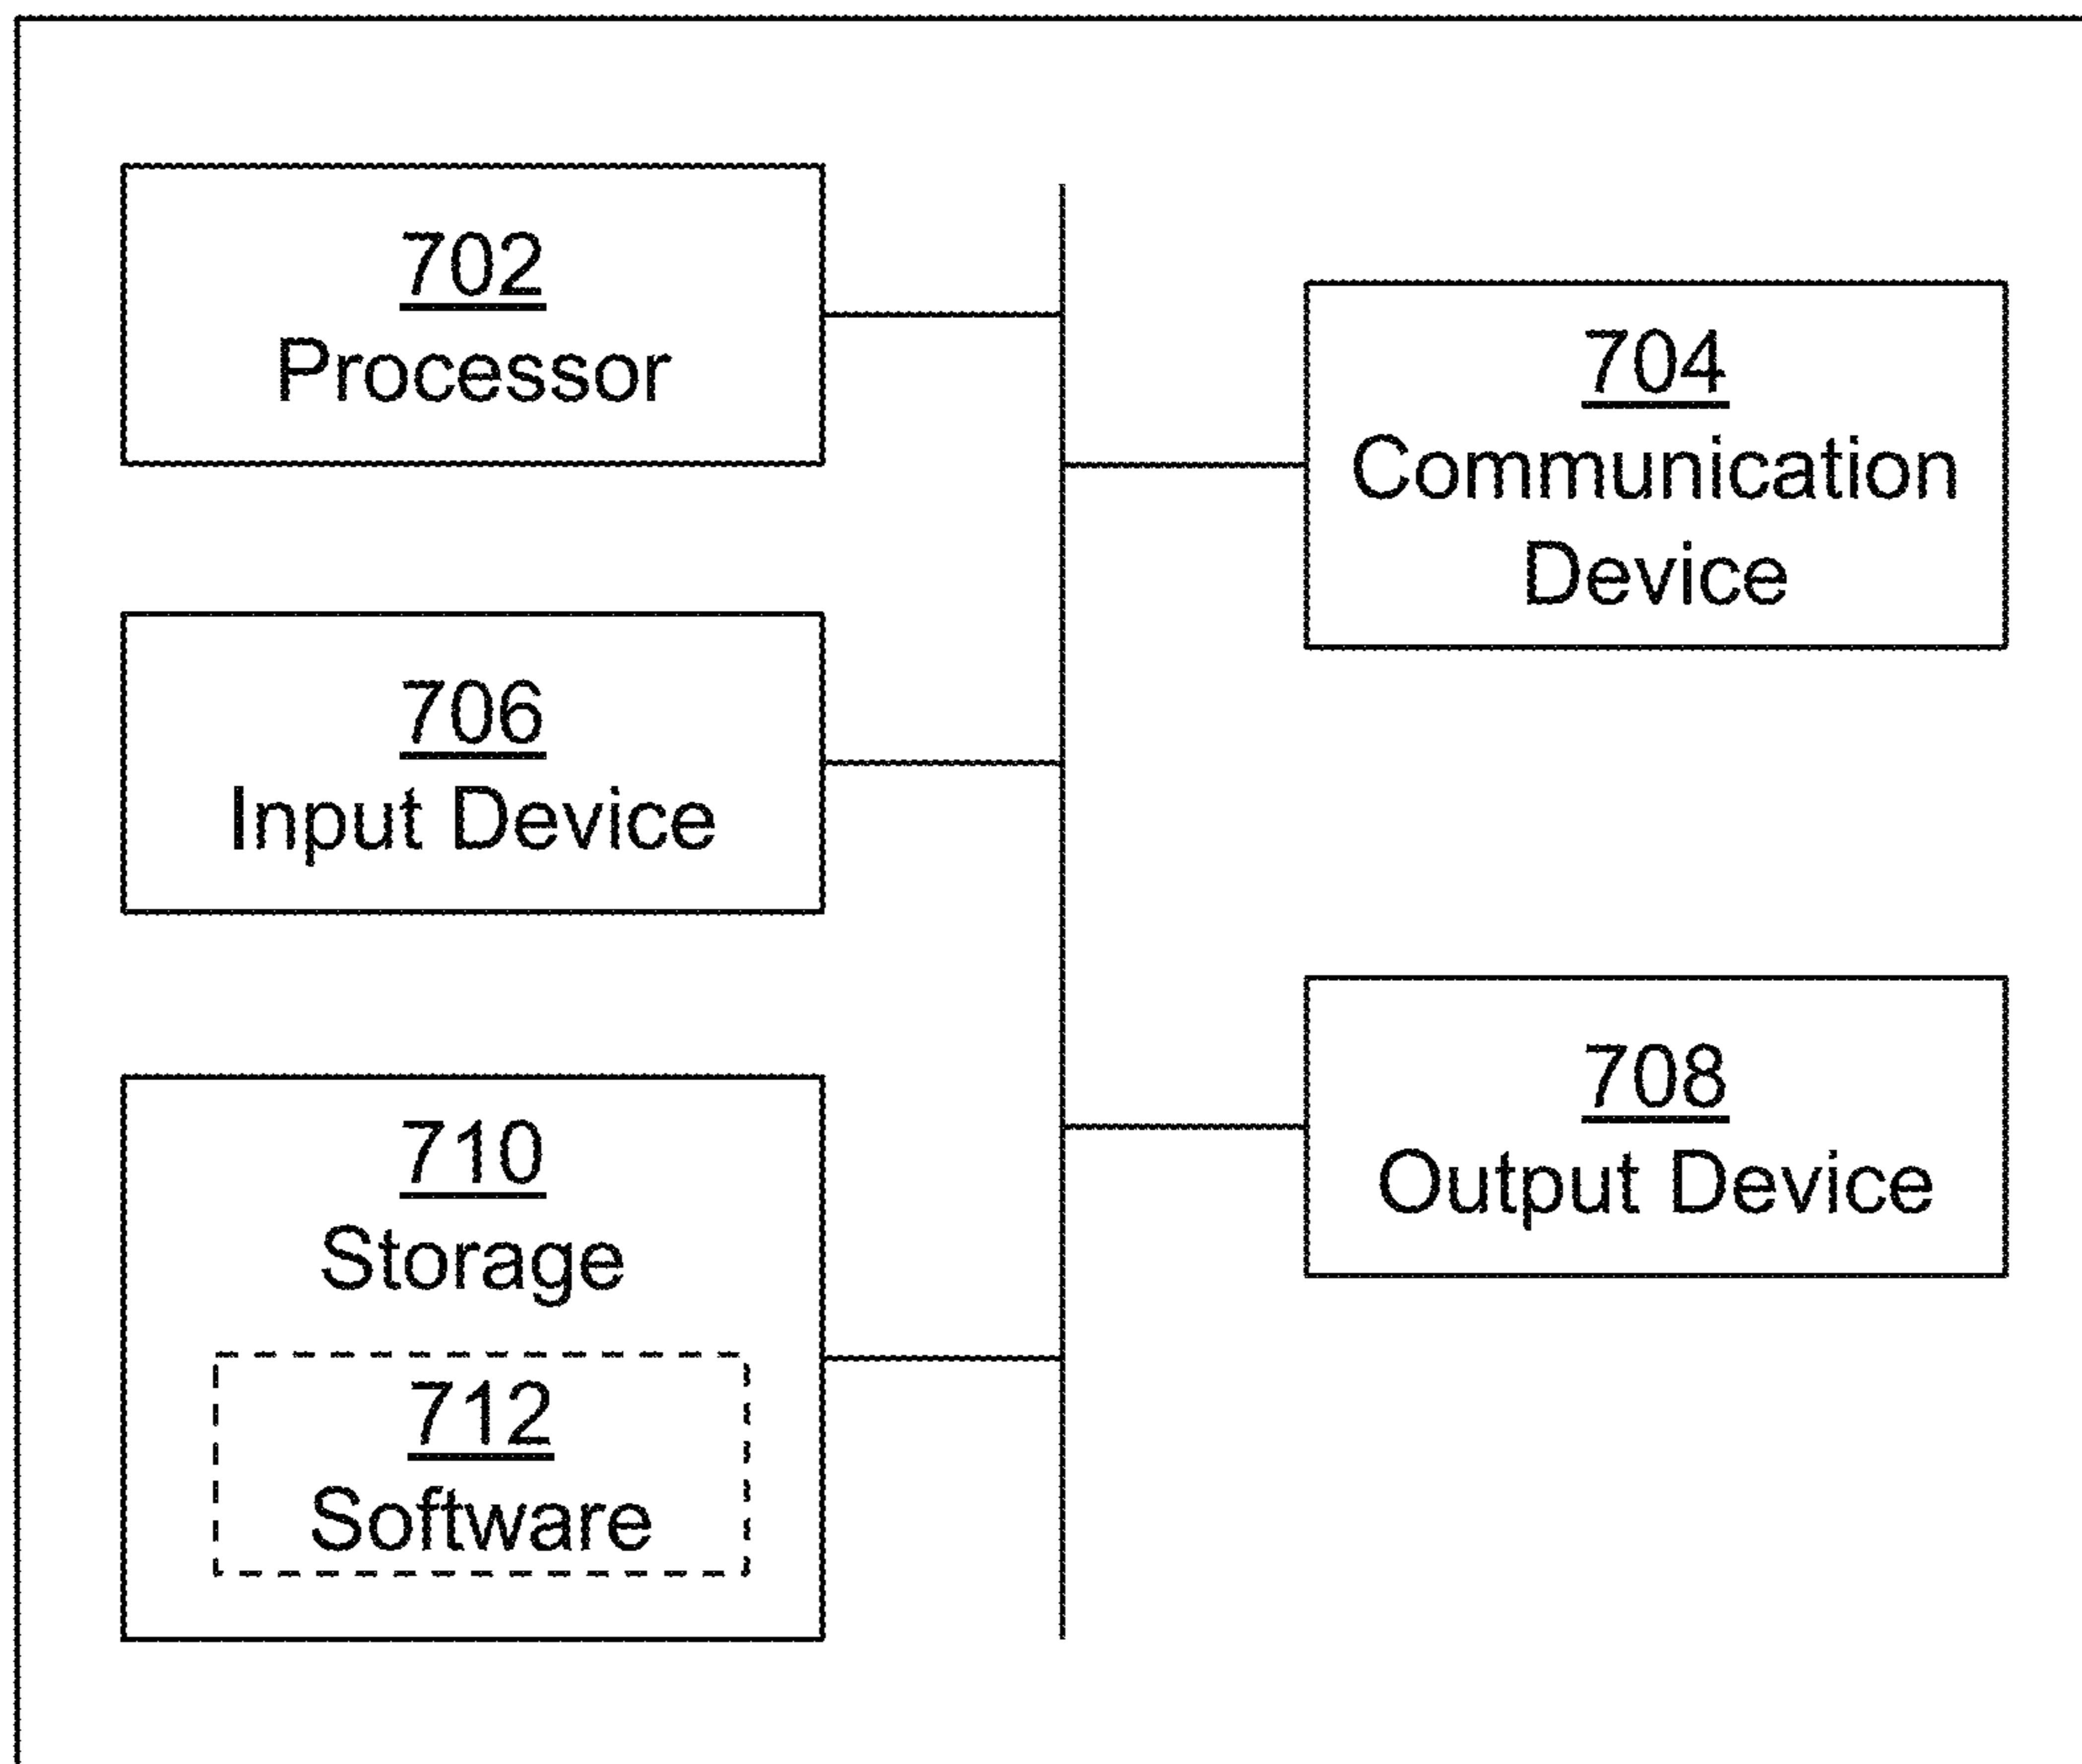 702
Processor
704
Communication
Device
706
Input Device
708
Output Device
710
Storage
712
Software